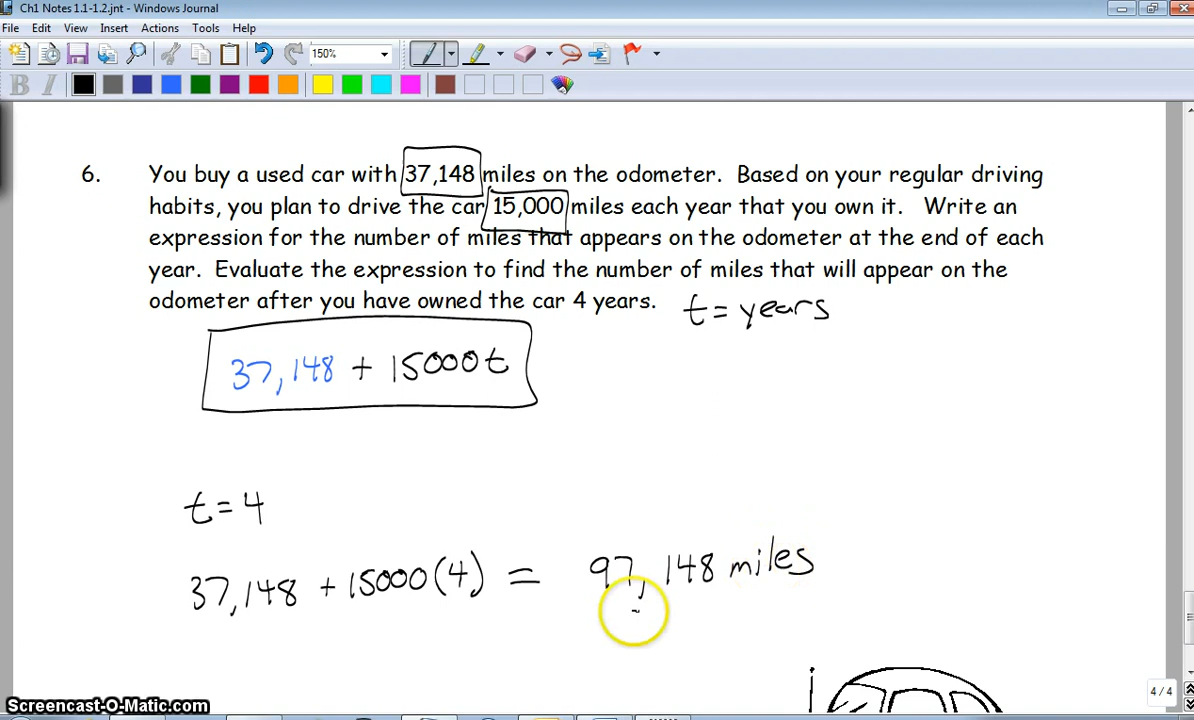 Ch1 Notes 1.1-1.2.jnt - Windows Journal
File Edit View Insert Actions Tools Help
150%
B I
6. You buy a used car with 37,148 miles on the odometer. Based on your regular driving
habits, you plan to drive the car 15,000 miles each year that you own it. Write an
expression for the number of miles that appears on the odometer at the end of each
year. Evaluate the expression to find the number of miles that will appear on the
odometer after you have owned the car 4 years. t = years
37,148 + 15000t
t = 4
37,148 + 15000(4) = 97,148 miles
4/4
Screencast-O-Matic.com